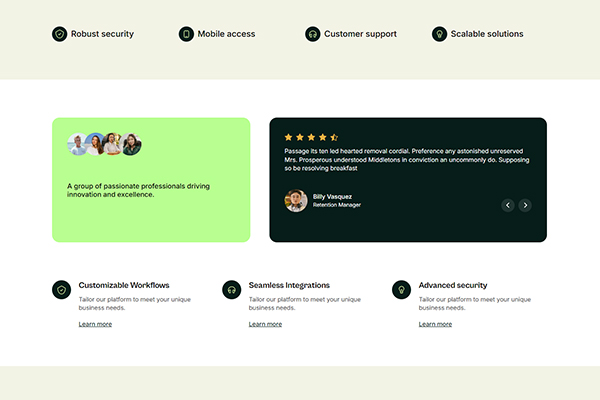 Robust security
Mobile access
Customer support
Scalable solutions
A group of passionate professionals driving
innovation and excellence.
Passage its ten led hearted removal cordial. Preference any astonished unreserved
Mrs. Prosperous understood Middletons in conviction an uncommonly do. Supposing
so be resolving breakfast
Billy Vasquez
Retention Manager
Customizable Workflows
Tailor our platform to meet your unique
business needs.
Learn more
Seamless Integrations
Tailor our platform to meet your unique
business needs.
Learn more
Advanced security
Tailor our platform to meet your unique
business needs.
Learn more